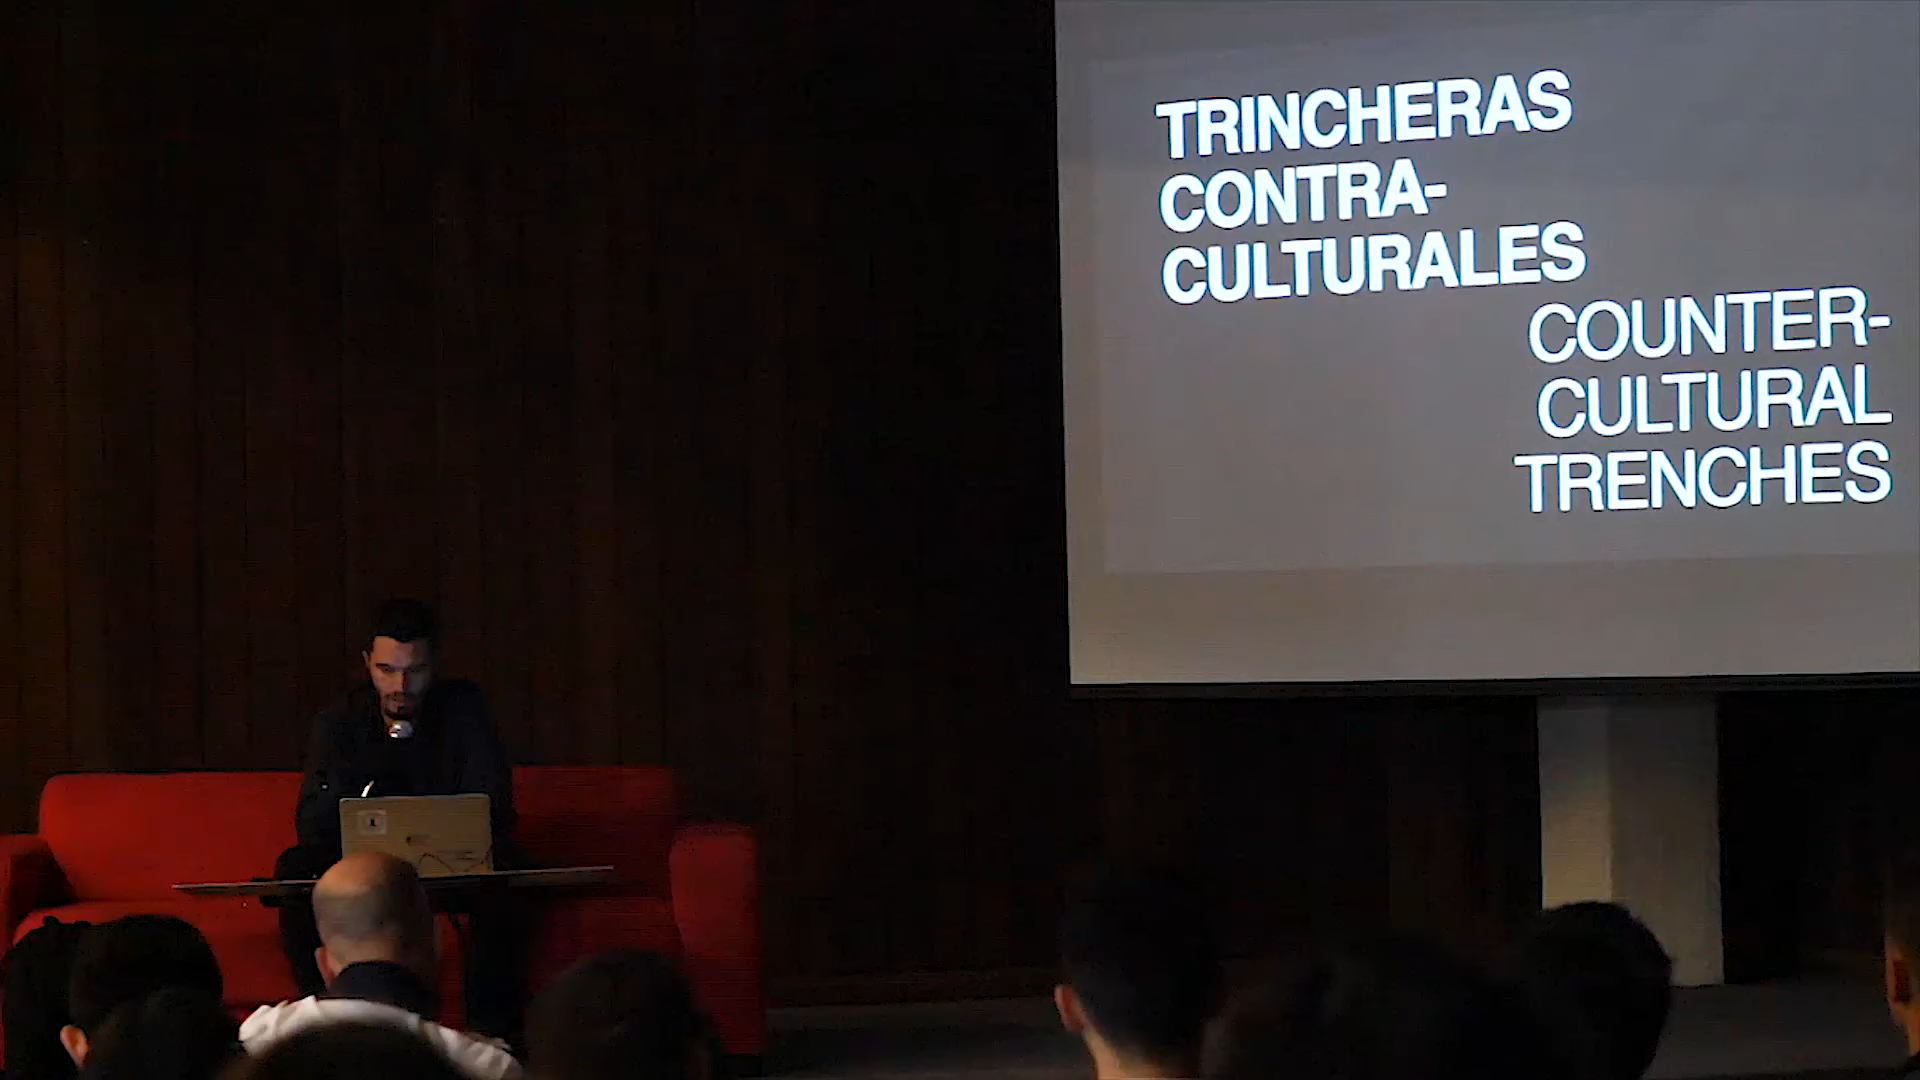 TRINCHERAS
CONTRA-
CULTURALES
COUNTER-
CULTURAL
TRENCHES